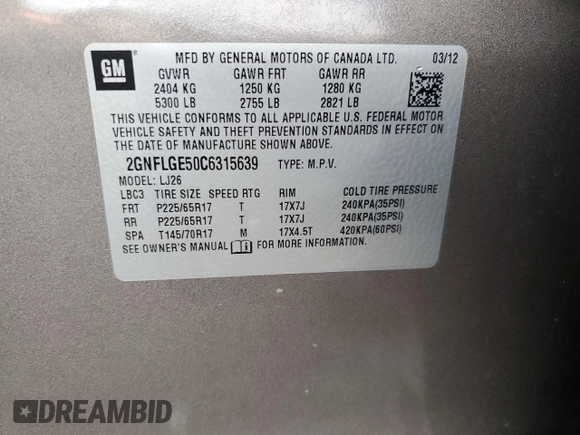 GM
MFD BY GENERAL MOTORS OF CANADA LTD. 03/12
GVWR GAWR FRT GAWR RR
2404 KG 1250 KG 1280 KG
5300 LB 2755 LB 2821 LB
THIS VEHICLE CONFORMS TO ALL APPLICABLE U.S. FEDERAL MOTOR
VEHICLE SAFETY AND THEFT PREVENTION STANDARDS IN EFFECT ON
THE DATE OF MANUFACTURE SHOWN ABOVE.
2GNFLGE50C6315639 TYPE: M.P.V.
MODEL: LJ26
LBC3 TIRE SIZE SPEED RTG RIM COLD TIRE PRESSURE
FRT P225/65R17 T 17X7J 240KPA(35PSI)
RR P225/65R17 T 17X7J 240KPA(35PSI)
SPA T145/70R17 M 17X4.5T 420KPA(60PSI)
SEE OWNER'S MANUAL FOR MORE INFORMATION.
DREAMBID